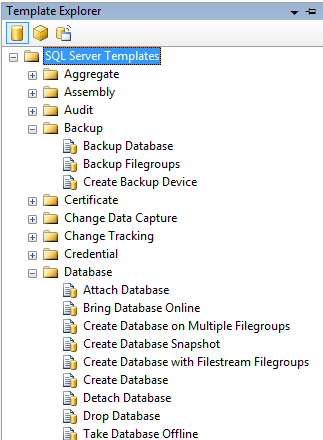 Template Explorer
SQL Server Templates
Aggregate
Assembly
Audit
Backup
Backup Database
Backup Filegroups
Create Backup Device
Certificate
Change Data Capture
Change Tracking
Credential
Database
Attach Database
Bring Database Online
Create Database on Multiple Filegroups
Create Database Snapshot
Create Database with Filestream Filegroups
Create Database
Detach Database
Drop Database
Take Database Offline